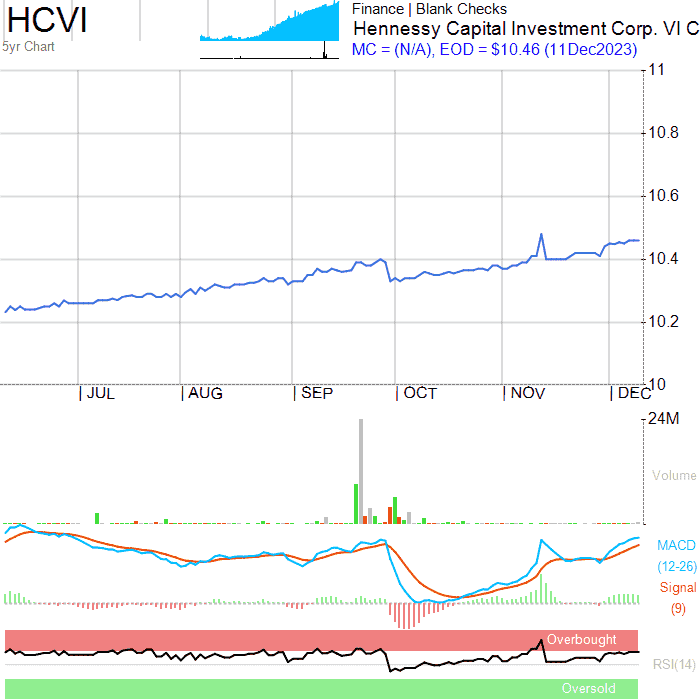 HCVI
5yr Chart
Finance | Blank Checks
Hennessy Capital Investment Corp. VI C
MC = (N/A), EOD = $10.46 (11Dec2023)
11
10.8
10.6
10.4
10.2
10
| JUL | AUG | SEP | OCT | NOV | DEC
24M
Volume
MACD
(12-26)
Signal
(9)
Overbought
RSI(14)
Oversold